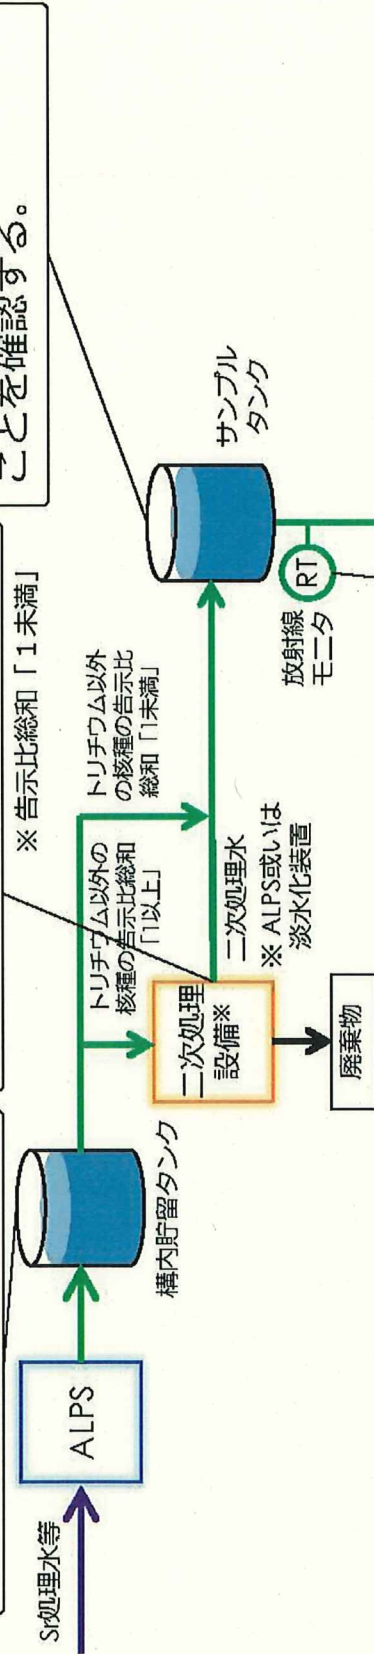 ことを確認する。
※ 告示比総和「1未満」
Sr処理水等
ALPS
構内貯留タンク
トリチウム以外の
核種の告示比総和
「1以上」
トリチウム以外
の核種の告示比
総和「1未満」
二次処理
設備※
二次処理水
※ ALPS或いは
淡水化装置
廃棄物
サンプル
タンク
RT
放射線
モニタ